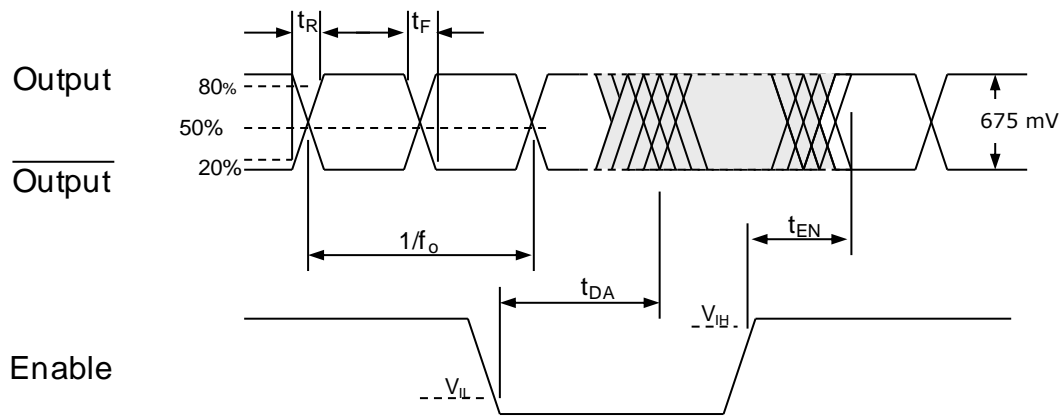 tR
tF
Output
80%
50%
675 mV
20%
Output
1/fo
tEN
tDA
VIH
Enable
VIL